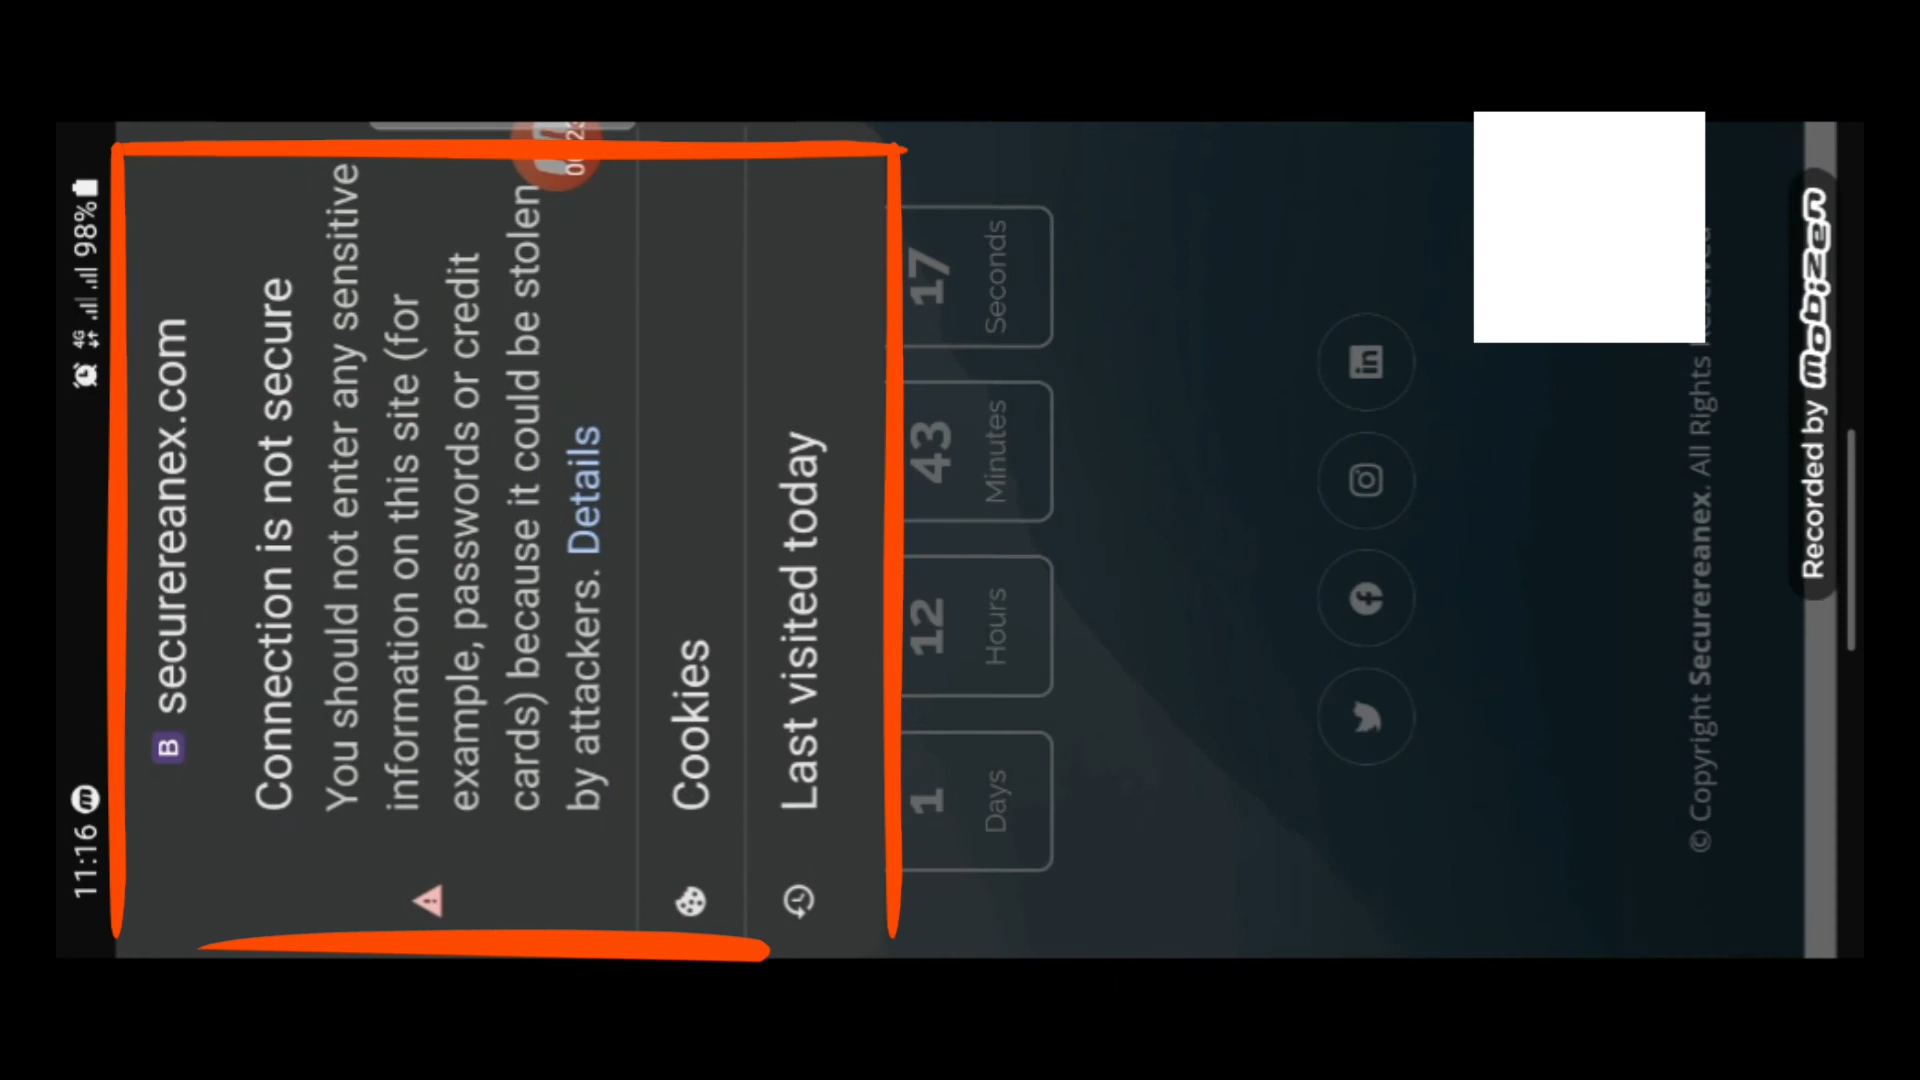 11:16
4G
98%
B securereanex.com
Connection is not secure
You should not enter any sensitive
information on this site (for
example, passwords or credit
cards) because it could be stolen
by attackers. Details
Cookies
Last visited today
1 12 43 17
Days Hours Minutes Seconds
© Copyright Securereanex. All Rights
Recorded by mobizen